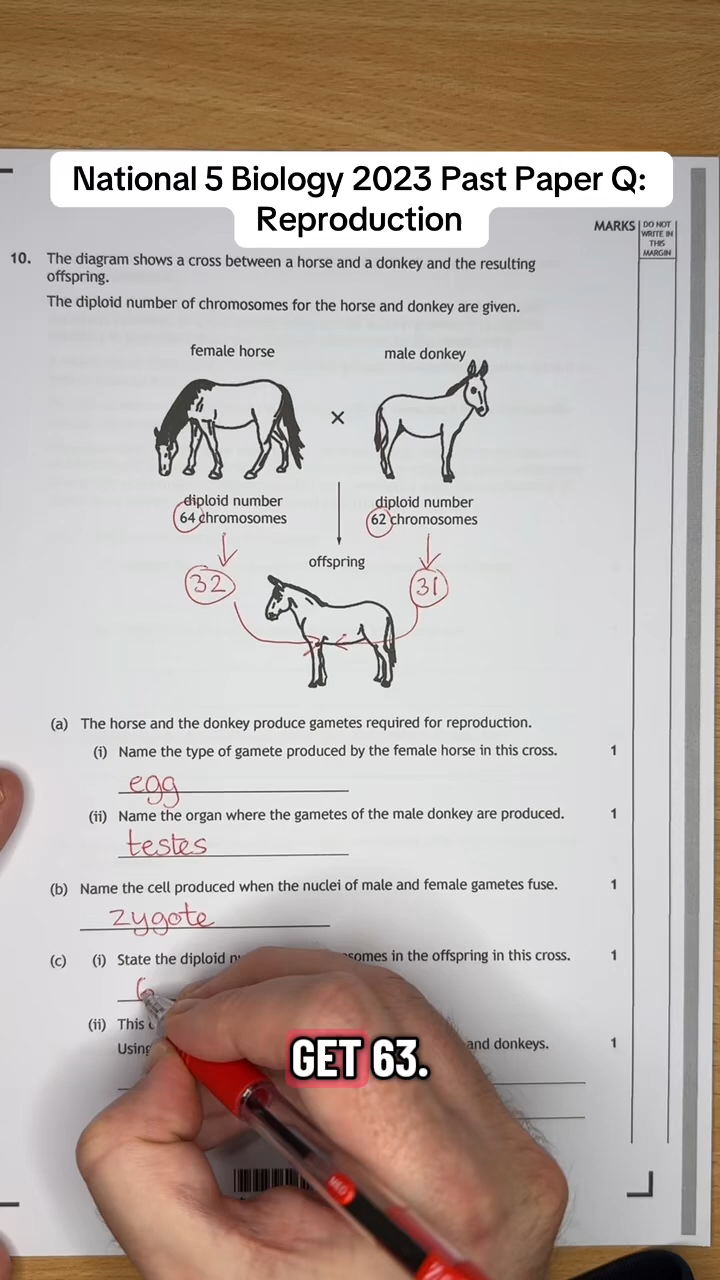 National 5 Biology 2023 Past Paper Q:
Reproduction
MARKS
DO NOT
WRITE IN
THIS
MARGIN
10. The diagram shows a cross between a horse and a donkey and the resulting
offspring.
The diploid number of chromosomes for the horse and donkey are given.
female horse
male donkey
×
diploid number
64 chromosomes
diploid number
62 chromosomes
offspring
32
31
(a) The horse and the donkey produce gametes required for reproduction.
(i) Name the type of gamete produced by the female horse in this cross. 1
egg
(ii) Name the organ where the gametes of the male donkey are produced. 1
testes
(b) Name the cell produced when the nuclei of male and female gametes fuse. 1
zygote
(c) (i) State the diploid in the offspring in this cross. 1
6
(ii) This
Using and donkeys. 1
GET 63.